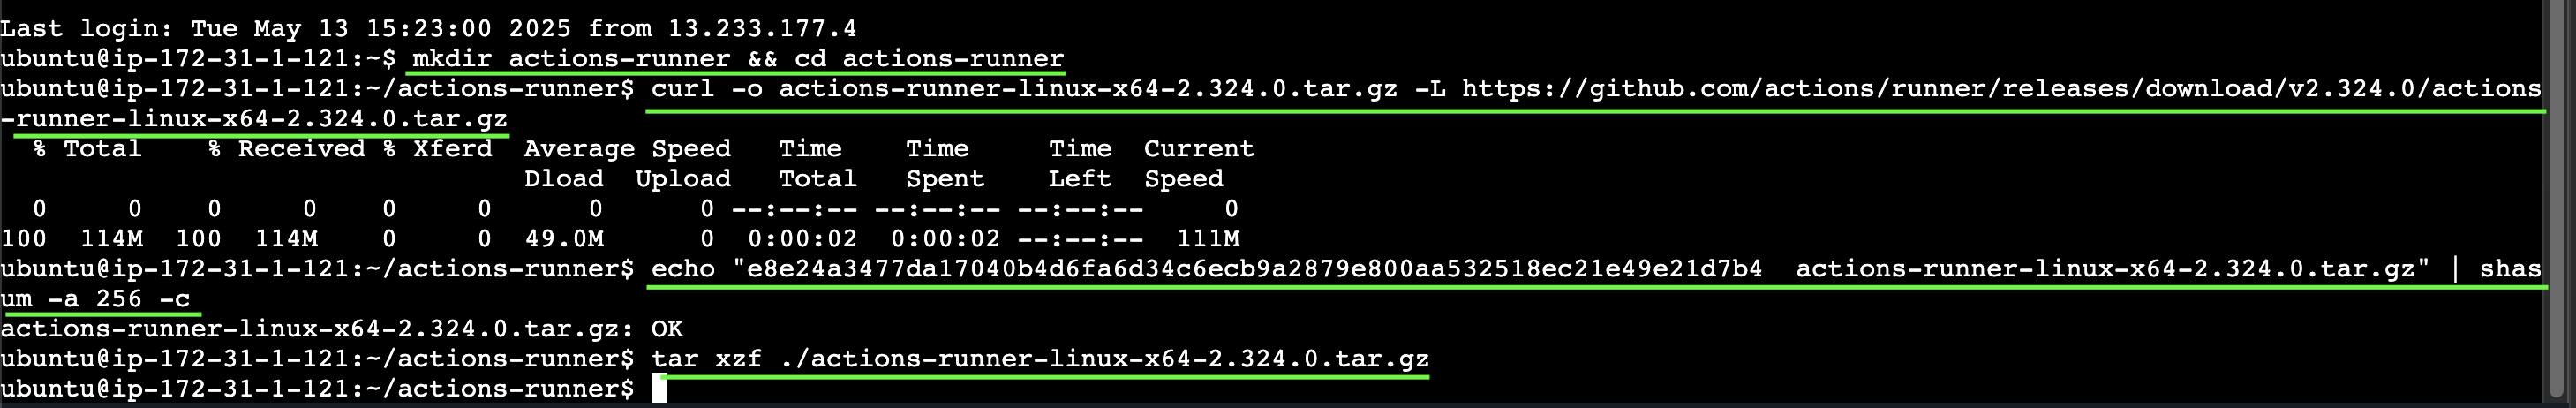 Last login: Tue May 13 15:23:00 2025 from 13.233.177.4
ubuntu@ip-172-31-1-121:~$ mkdir actions-runner && cd actions-runner
ubuntu@ip-172-31-1-121:~/actions-runner$ curl -o actions-runner-linux-x64-2.324.0.tar.gz -L https://github.com/actions/runner/releases/download/v2.324.0/actions
-runner-linux-x64-2.324.0.tar.gz
  % Total    % Received % Xferd  Average Speed   Time    Time     Time  Current
                                 Dload  Upload   Total   Spent    Left  Speed
  0     0    0     0    0     0      0      0 --:--:-- --:--:-- --:--:--     0
100  114M  100  114M    0     0  49.0M      0  0:00:02  0:00:02 --:--:--  111M
ubuntu@ip-172-31-1-121:~/actions-runner$ echo "e8e24a3477da17040b4d6fa6d34c6ecb9a2879e800aa532518ec21e49e21d7b4  actions-runner-linux-x64-2.324.0.tar.gz" | shas
um -a 256 -c
actions-runner-linux-x64-2.324.0.tar.gz: OK
ubuntu@ip-172-31-1-121:~/actions-runner$ tar xzf ./actions-runner-linux-x64-2.324.0.tar.gz
ubuntu@ip-172-31-1-121:~/actions-runner$